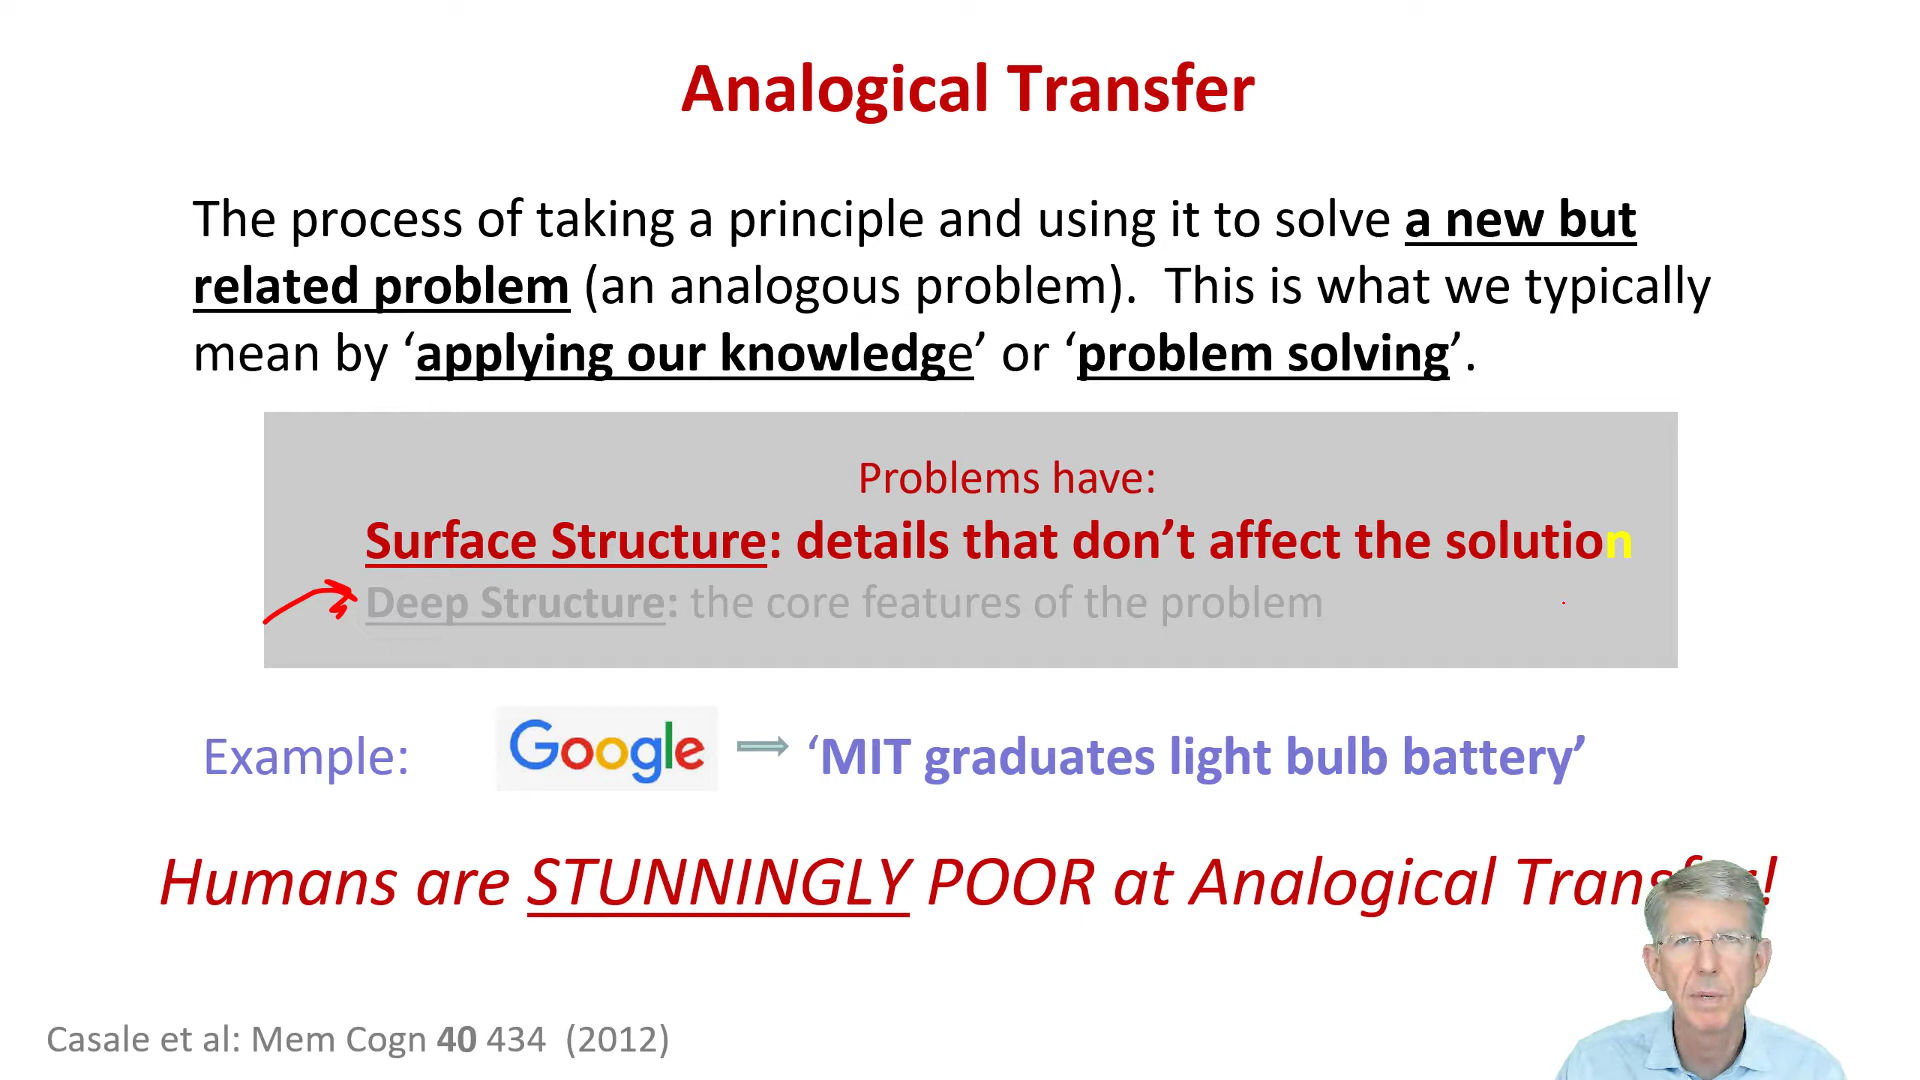 Analogical Transfer
The process of taking a principle and using it to solve a new but
related problem (an analogous problain). This is what we typically
mean by ‘applying our knowledge’ or ‘problem solving’.
Problems have:
Surface Structure: details that don’t affect the solution
Deep Structure: the core features of the problem
Example: Google ‘MIT graduates light bulb battery’
Humans are STUNNINGLY POOR at Analogical Transfer!
Casale et al: Mem Cogn 40 434 (2012)